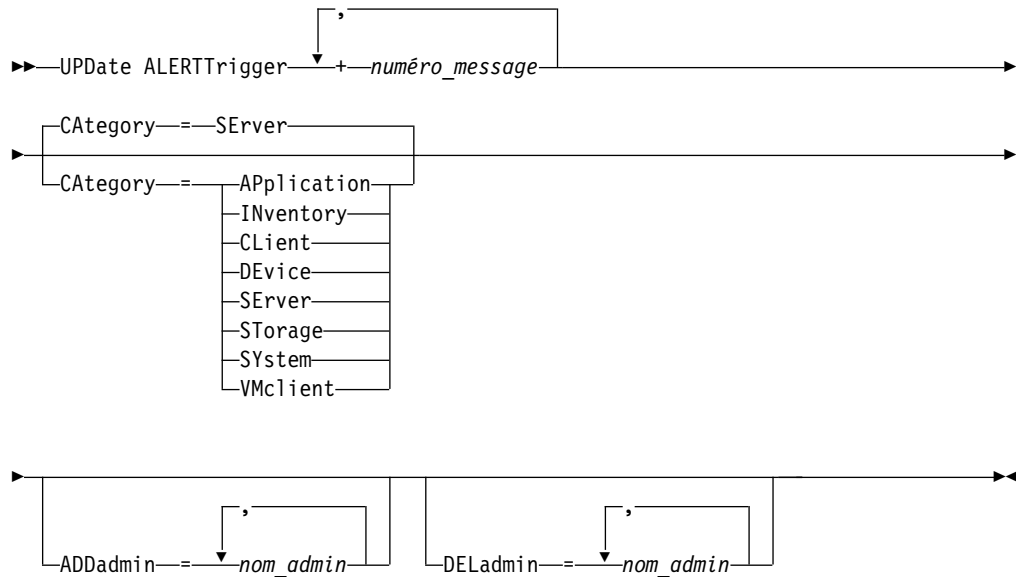 ,
UPDate ALERTTrigger + numéro_message
CAtegory = SErver
CAtegory = APplication
INventory
CLient
DEvice
SErver
STorage
SYstem
VMclient
, ,
ADDadmin = nom_admin DELadmin = nom_admin